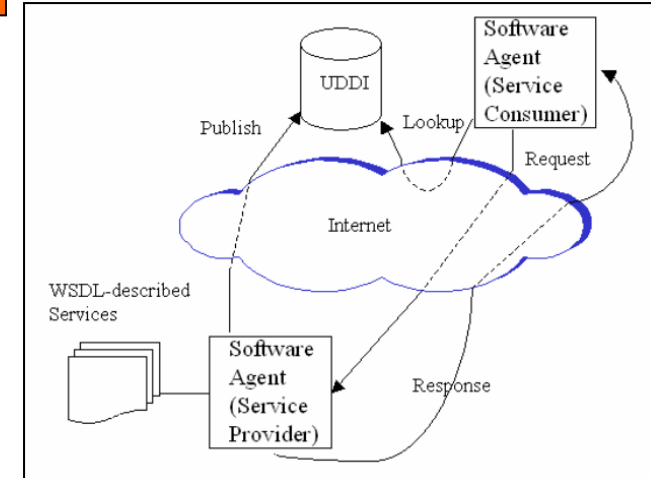 Software
Agent
(Service
Consumer)
UDDI
Publish
Lookup
Request
Internet
WSDL-described
Services
Software
Agent
(Service
Provider)
Response